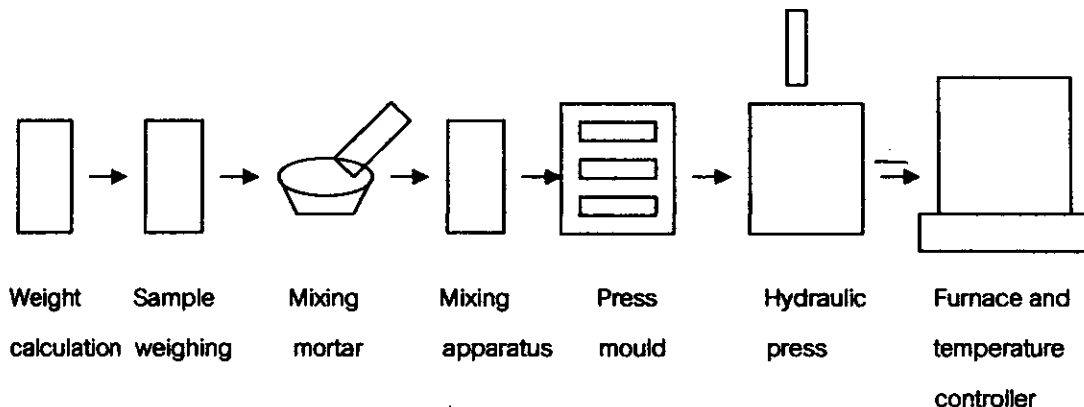 Weight Sample Mixing Mixing Press Hydraulic Furnace and
calculation weighing mortar apparatus mould press temperature
controller